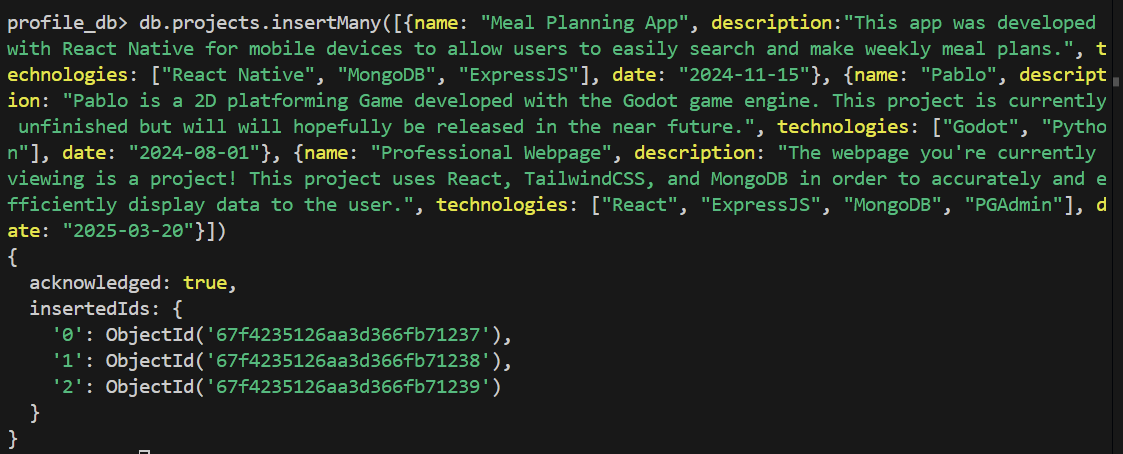 profile_db> db.projects.insertMany([{name: "Meal Planning App", description:"This app was developed
with React Native for mobile devices to allow users to easily search and make weekly meal plans.", t
echnologies: ["React Native", "MongoDB", "ExpressJS"], date: "2024-11-15"}, {name: "Pablo", descript
ion: "Pablo is a 2D platforming Game developed with the Godot game engine. This project is currently
 unfinished but will will hopefully be released in the near future.", technologies: ["Godot", "Pytho
n"], date: "2024-08-01"}, {name: "Professional Webpage", description: "The webpage you're currently
viewing is a project! This project uses React, TailwindCSS, and MongoDB in order to accurately and e
fficiently display data to the user.", technologies: ["React", "ExpressJS", "MongoDB", "PGAdmin"], d
ate: "2025-03-20"}])
{
  acknowledged: true,
  insertedIds: {
    '0': ObjectId('67f4235126aa3d366fb71237'),
    '1': ObjectId('67f4235126aa3d366fb71238'),
    '2': ObjectId('67f4235126aa3d366fb71239')
  }
}